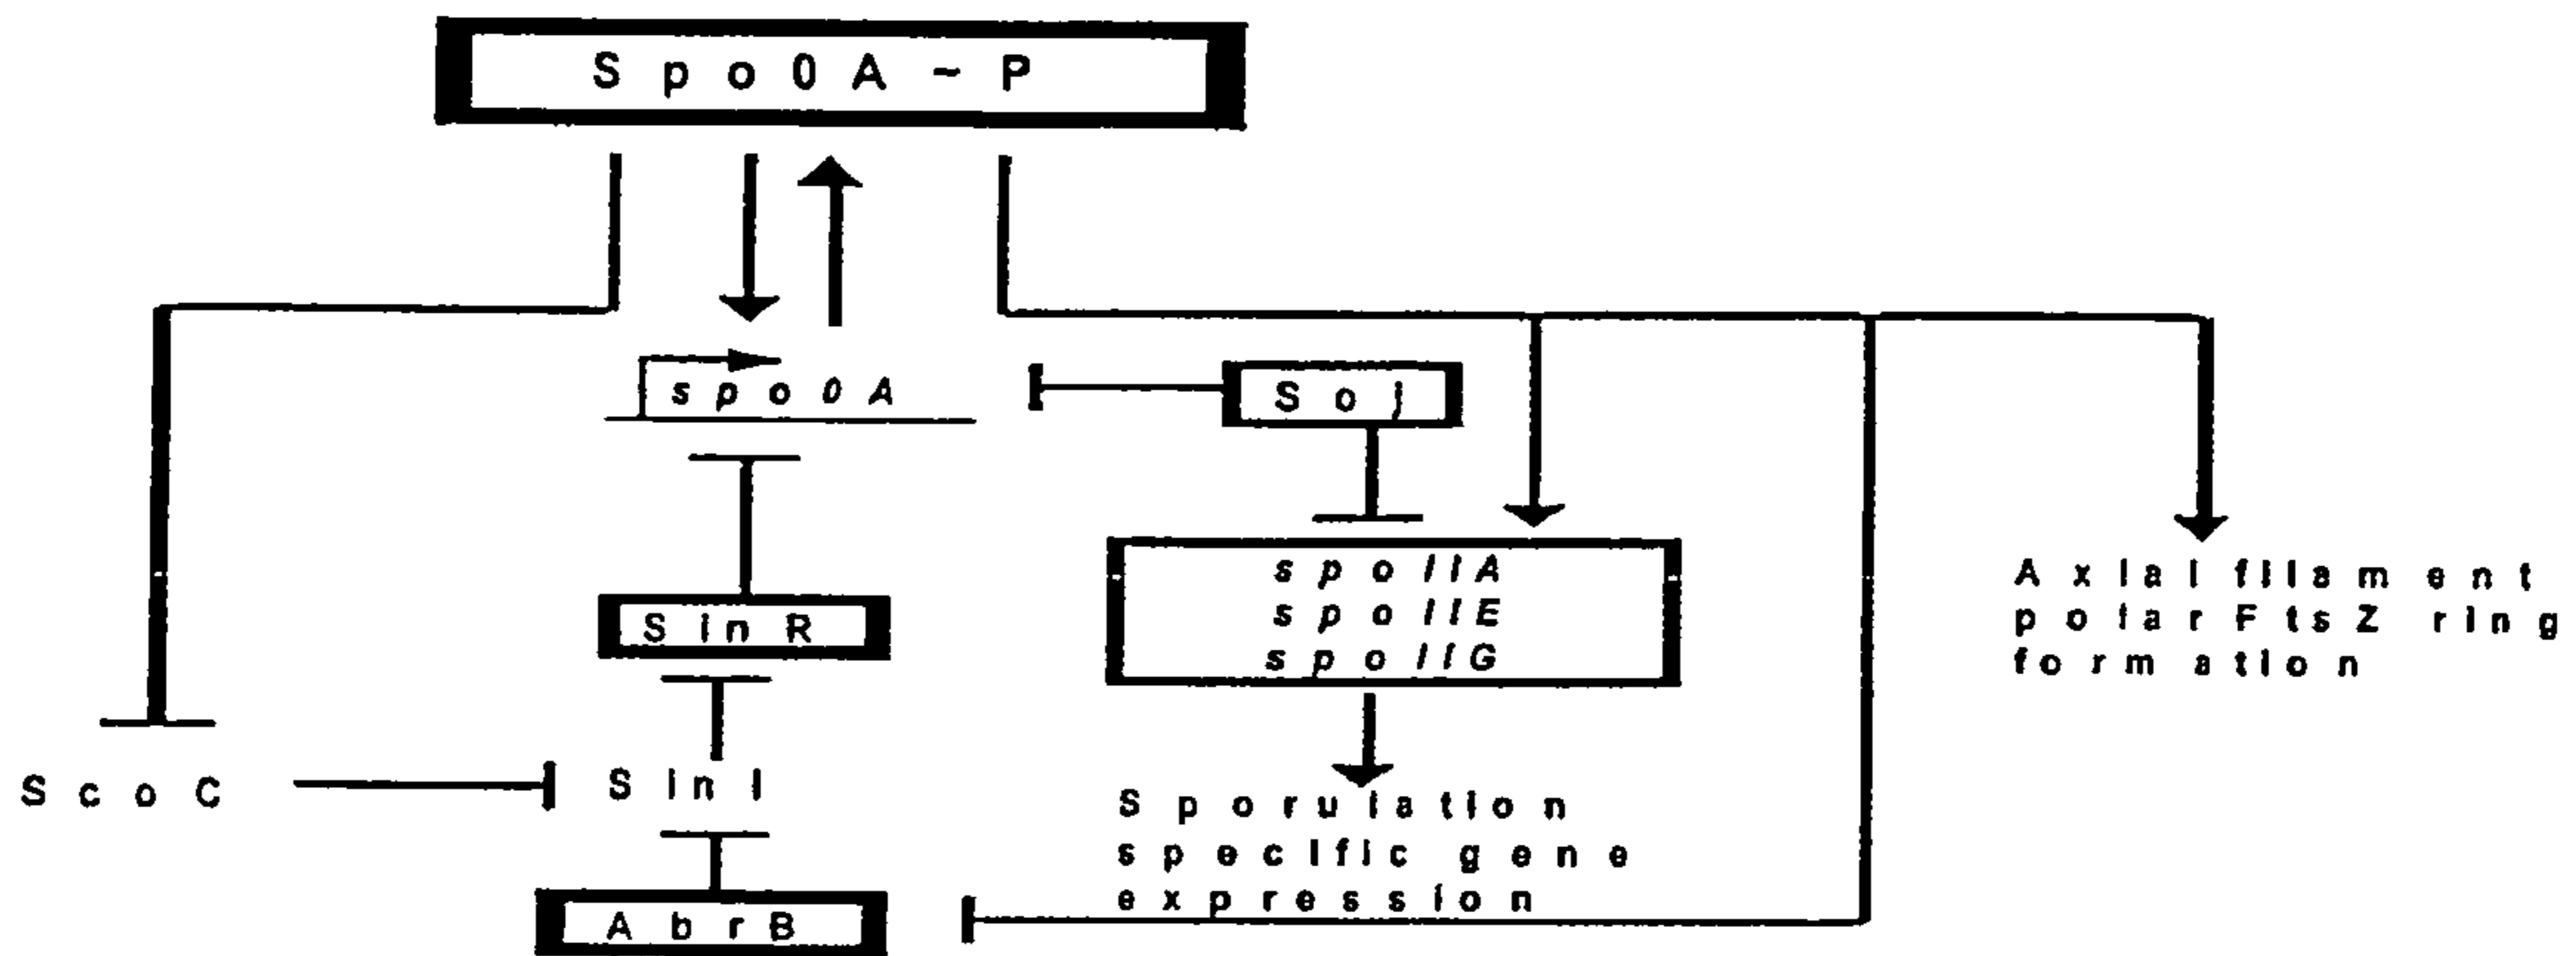 Spo0A~P
spo0A
Soj
spoIIA
spoIIE
spoIIG
Axial filament
polar FtsZ ring
formation
SinR
ScoC
SinI
Sporulation
specific gene
expression
AbrB